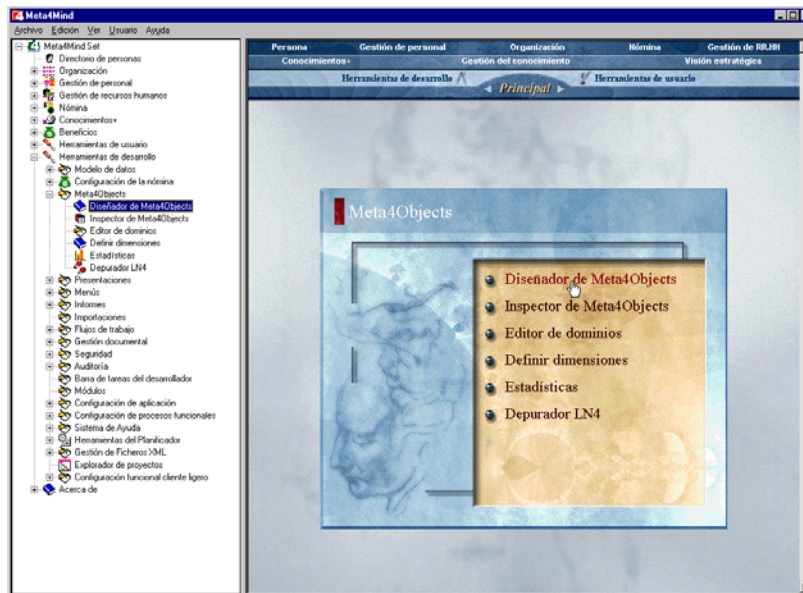 Meta4Mind
Archivo Edición Ver Usuario Ayuda
Meta4Mind Set
Directorio de personas
Organización
Gestión de personal
Gestión de recursos humanos
Nómina
Conocimientos+
Beneficios
Herramientas de usuario
Herramientas de desarrollo
Modelo de datos
Configuración de la nómina
Meta4Objects
Diseñador de Meta4Objects
Inspector de Meta4Objects
Editor de dominios
Definir dimensiones
Estadísticas
Depurador LN4
Presentaciones
Menús
Informes
Importaciones
Flujos de trabajo
Gestión documental
Seguridad
Auditoría
Barra de tareas del desarrollador
Módulos
Configuración de aplicación
Configuración de procesos funcionales
Sistema de Ayuda
Herramientas del Planificador
Gestión de Ficheros XML
Explorador de proyectos
Configuración funcional cliente ligero
Acerca de
Persona Gestión de personal Organización Nómina Gestión de RR.HH
Conocimientos+ Gestión del conocimiento Visión estratégica
Herramientas de desarrollo Herramientas de usuario
Principal
Meta4Objects
Diseñador de Meta4Objects
Inspector de Meta4Objects
Editor de dominios
Definir dimensiones
Estadísticas
Depurador LN4